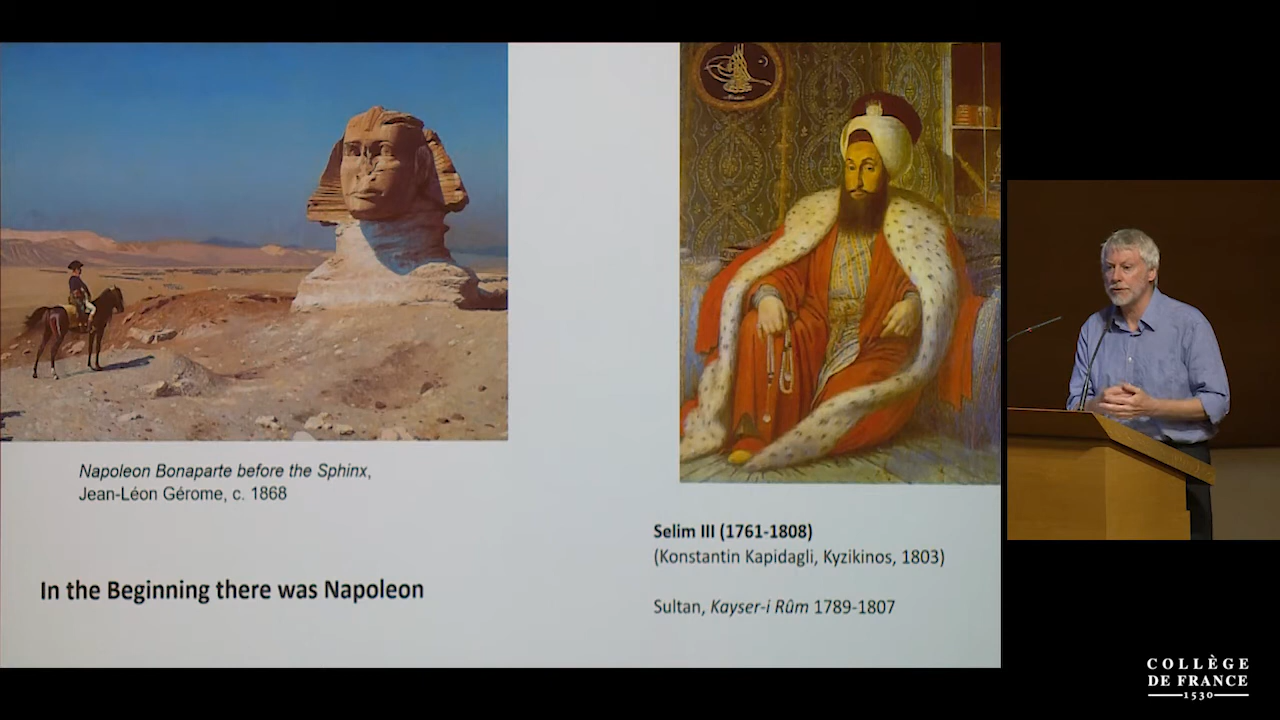 Napoleon Bonaparte before the Sphinx,
Jean-Léon Gérome, c. 1868
In the Beginning there was Napoleon
Selim III (1761-1808)
(Konstantin Kapidagli, Kyzikinos, 1803)
Sultan, Kayser-i Rûm 1789-1807
COLLÈGE
DE FRANCE
1530